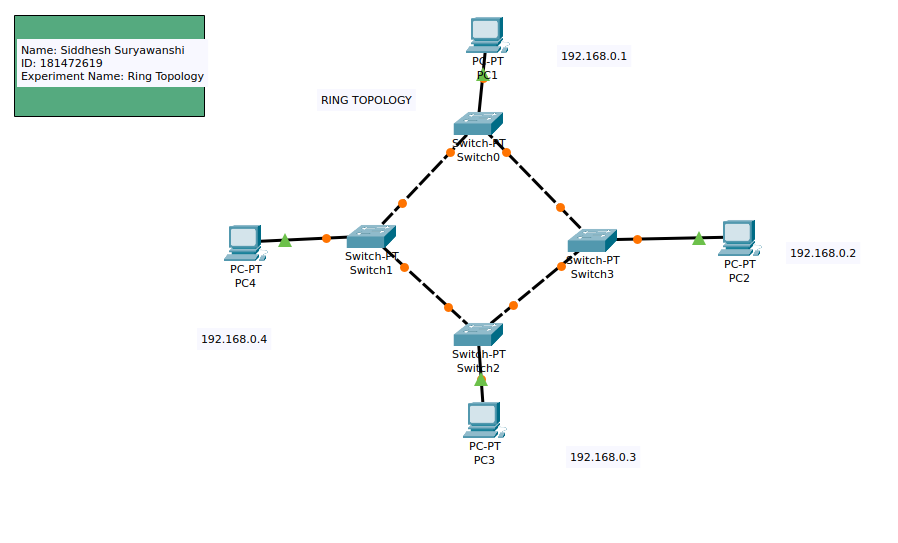 Name: Siddhesh Suryawanshi
ID: 181472619
Experiment Name: Ring Topology
RING TOPOLOGY
PC-PT
PC1
192.168.0.1
Switch-PT
Switch0
PC-PT
PC4
192.168.0.4
Switch-PT
Switch1
Switch-PT
Switch3
PC-PT
PC2
192.168.0.2
Switch-PT
Switch2
PC-PT
PC3
192.168.0.3